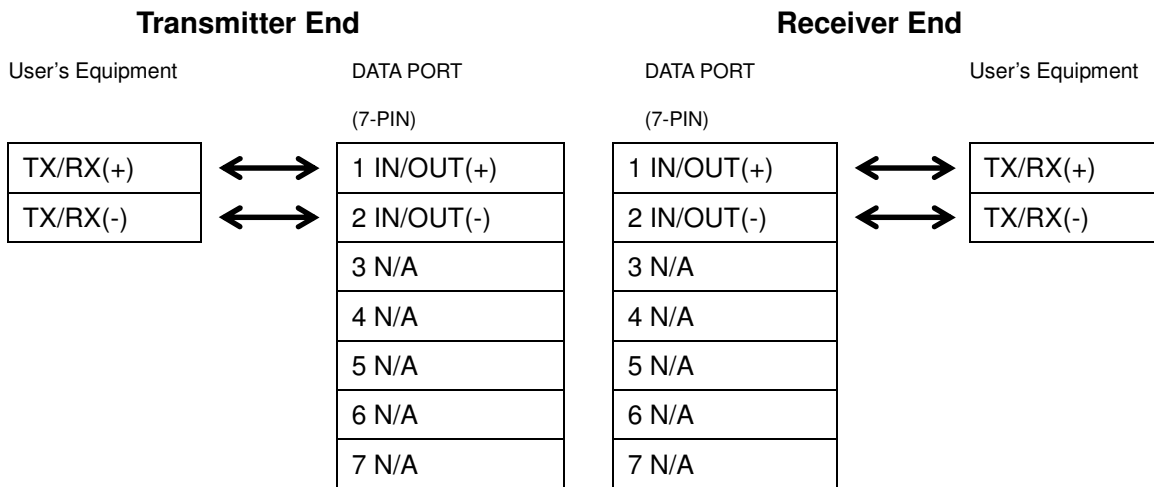 Transmitter End Receiver End
User's Equipment DATA PORT DATA PORT User's Equipment
(7-PIN) (7-PIN)
TX/RX(+) 1 IN/OUT(+) 1 IN/OUT(+) TX/RX(+)
TX/RX(-) 2 IN/OUT(-) 2 IN/OUT(-) TX/RX(-)
3 N/A 3 N/A
4 N/A 4 N/A
5 N/A 5 N/A
6 N/A 6 N/A
7 N/A 7 N/A